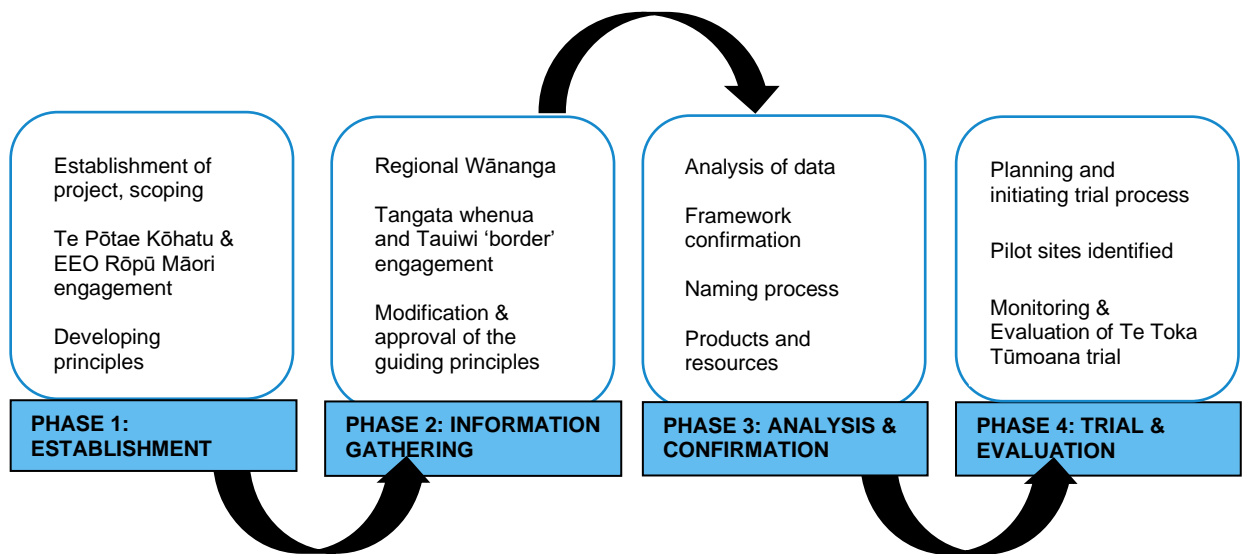 Establishment of
project, scoping
Te Pōtae Kōhatu &
EEO Rōpū Māori
engagement
Developing
principles
PHASE 1:
ESTABLISHMENT
Regional Wānanga
Tangata whenua
and Tauiwi ‘border’
engagement
Modification &
approval of the
guiding principles
PHASE 2: INFORMATION
GATHERING
Analysis of data
Framework
confirmation
Naming process
Products and
resources
PHASE 3: ANALYSIS &
CONFIRMATION
Planning and
initiating trial process
Pilot sites identified
Monitoring &
Evaluation of Te Toka
Tūmoana trial
PHASE 4: TRIAL &
EVALUATION